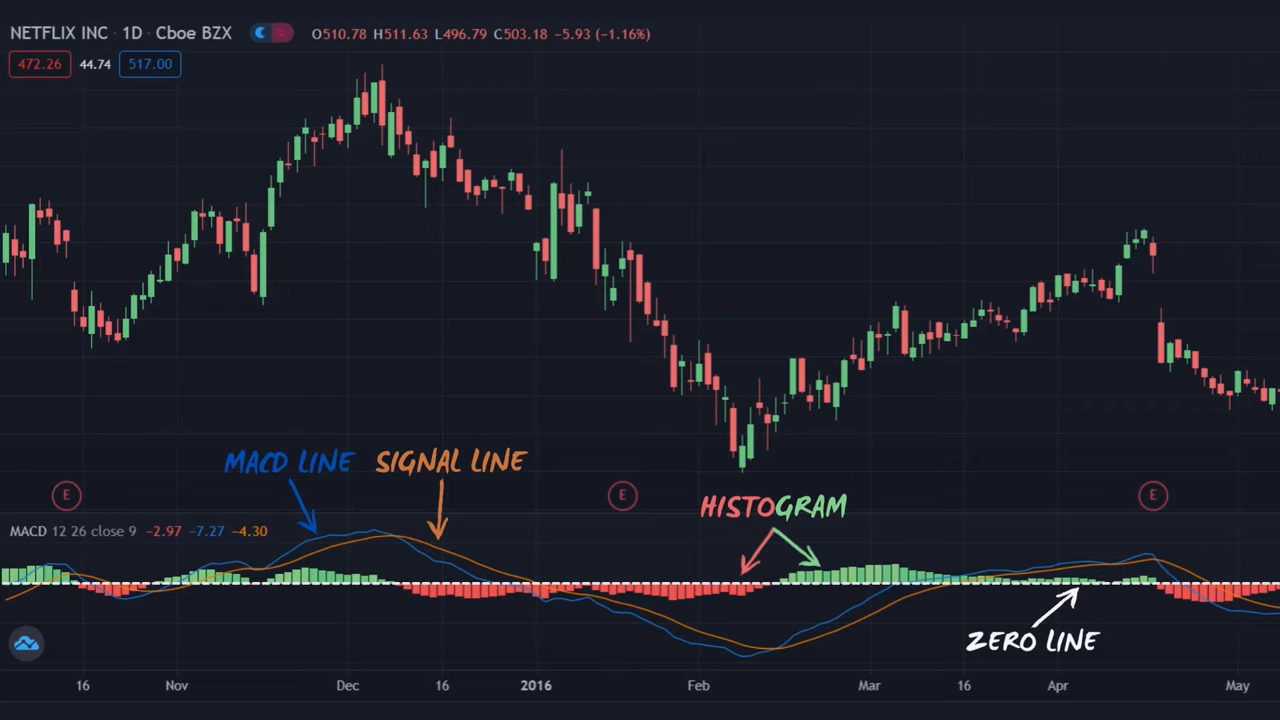 NETFLIX INC · 1D · Cboe BZX O510.78 H511.63 L496.79 C503.18 -5.93 (-1.16%)
472.26 44.74 517.00
MACD LINE SIGNAL LINE
E E E
HISTOGRAM
MACD 12 26 close 9 -2.97 -7.27 -4.30
ZERO LINE
16 Nov Dec 16 2016 Feb Mar 16 Apr May